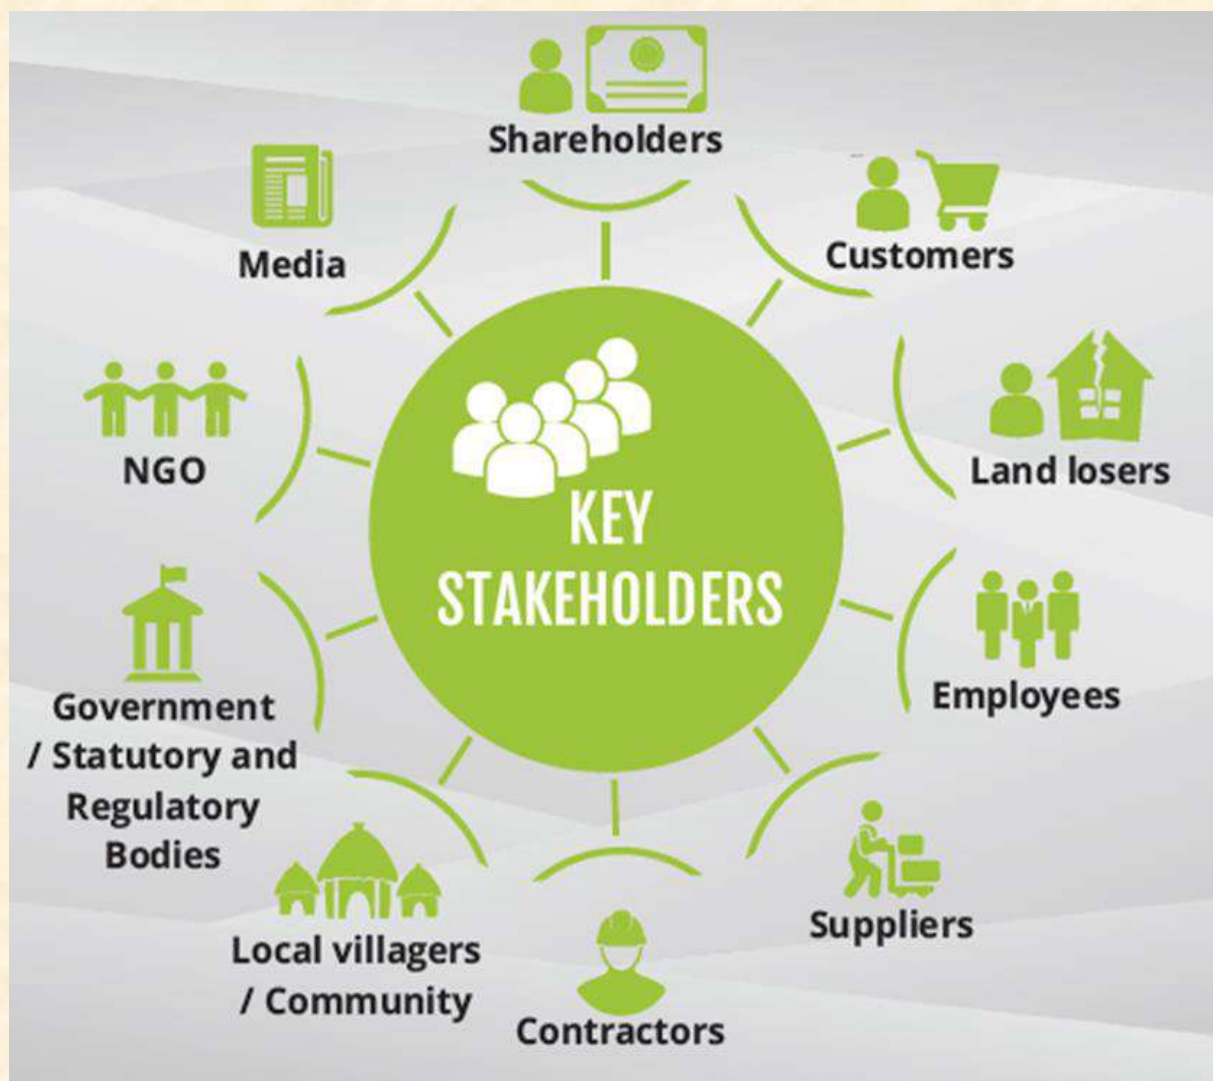 Shareholders
Customers
Land losers
Employees
Suppliers
Contractors
Local villagers
/ Community
Government
/ Statutory and
Regulatory
Bodies
NGO
Media
KEY
STAKEHOLDERS